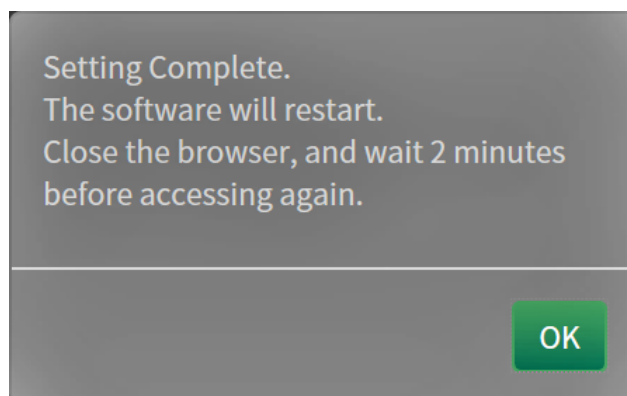 Setting Complete.
The software will restart.
Close the browser, and wait 2 minutes
before accessing again.
OK